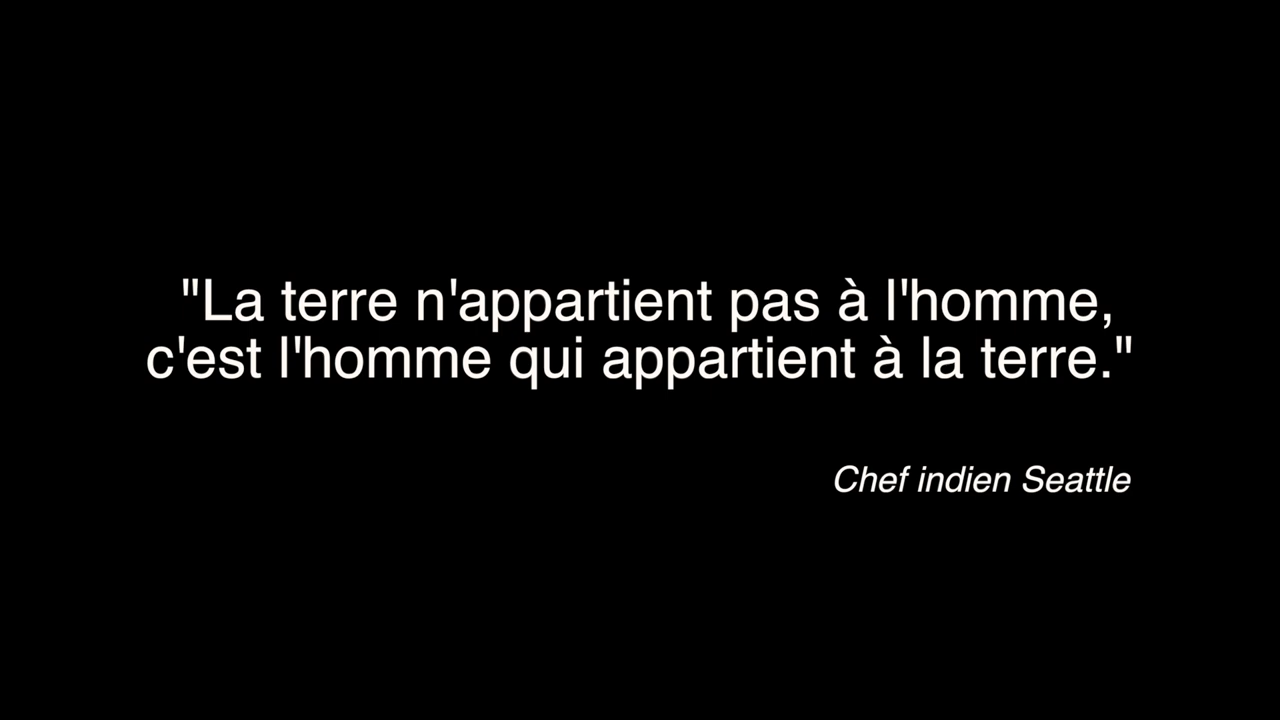 "La terre n'appartient pas à l'homme,
c'est l'homme qui appartient à la terre."
Chef indien Seattle